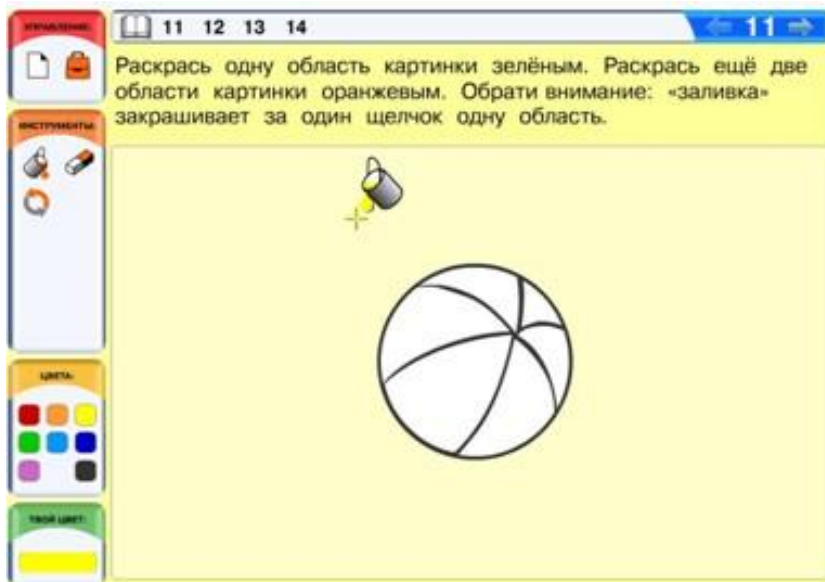 УПРАВЛЕНИЕ:
11 12 13 14
11
Раскрась одну область картинки зелёным. Раскрась ещё две
области картинки оранжевым. Обрати внимание: «заливка»
закрашивает за один щелчок одну область.
ИНСТРУМЕНТЫ:
ЦВЕТА:
ТВОЙ ЦВЕТ: